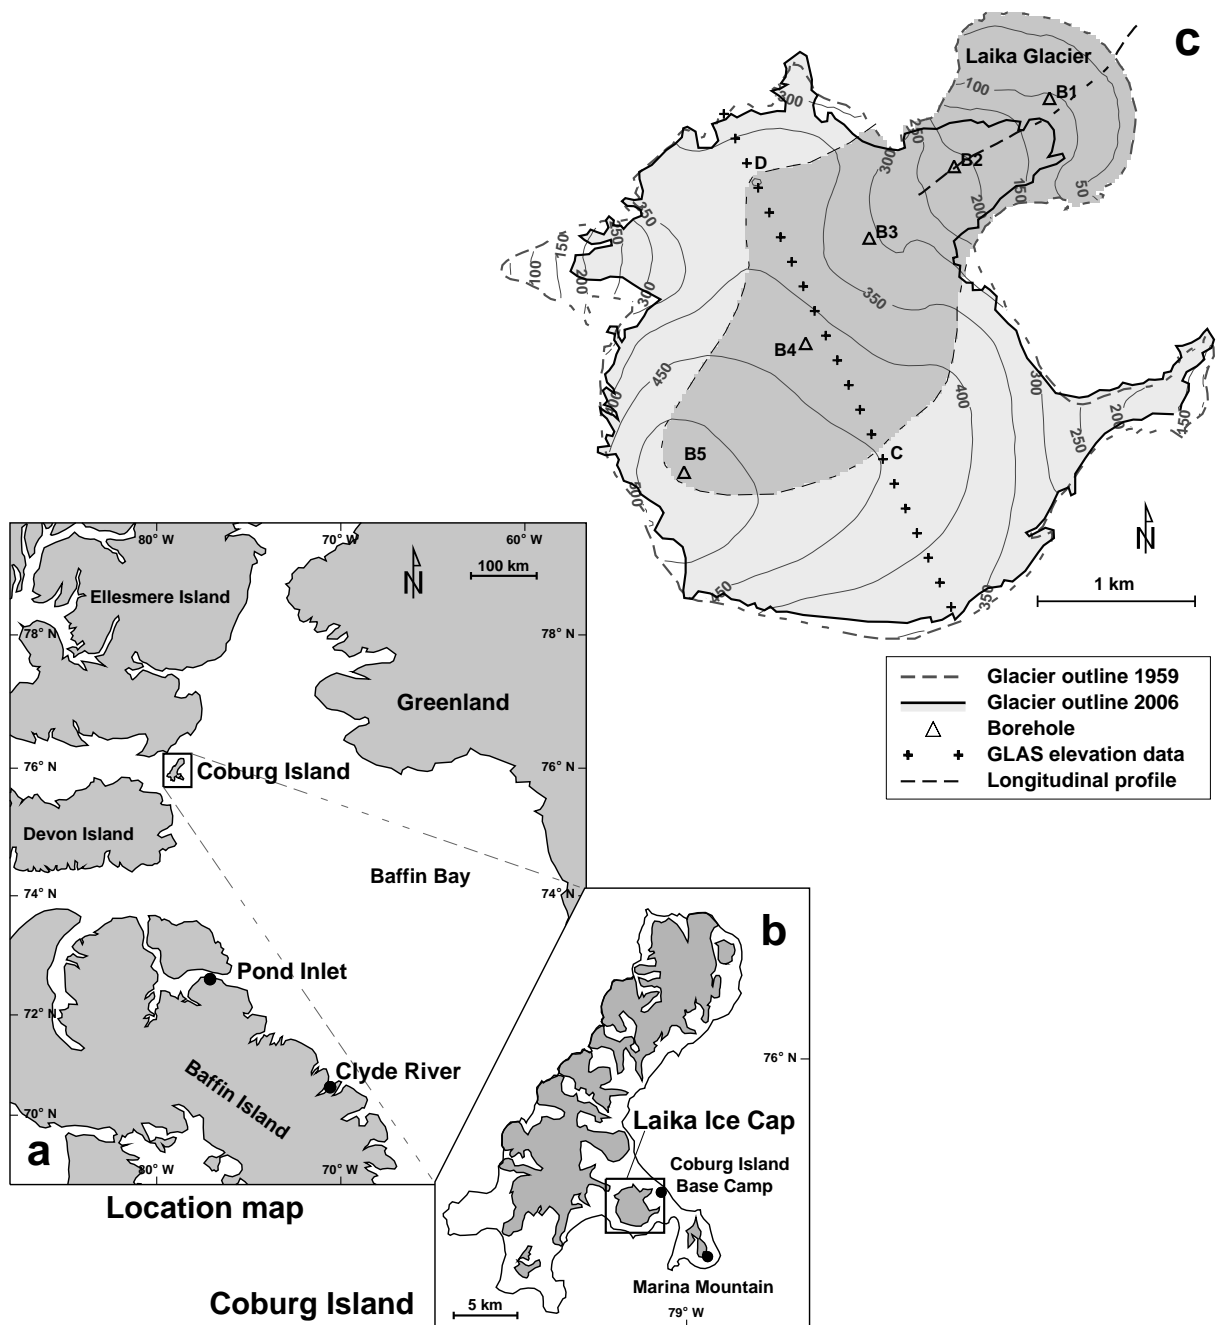 c
Laika Glacier
100
B1
300
250
B2
D
300
150
50
200
350
B3
250
150
100
200
300
350
B4
450
300
400
400
200
150
250
B5
C
500
450
350
N
1 km
Glacier outline 1959
Glacier outline 2006
Borehole
GLAS elevation data
Longitudinal profile
80° W
70° W
60° W
N
100 km
Ellesmere Island
78° N
78° N
Greenland
76° N
Coburg Island
76° N
Devon Island
Baffin Bay
74° N
74° N
Pond Inlet
72° N
Clyde River
Baffin Island
70° N
a
80° W
70° W
Location map
b
76° N
Laika Ice Cap
Coburg Island
Base Camp
Marina Mountain
Coburg Island
5 km
79° W